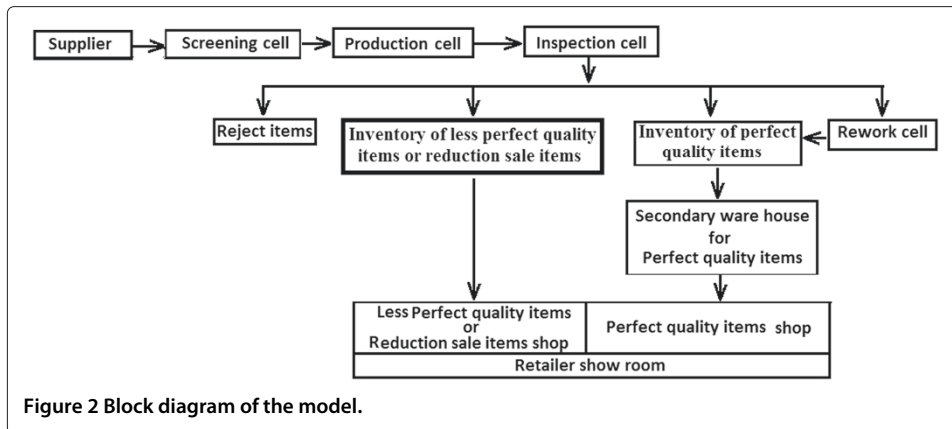 Supplier
Screening cell
Production cell
Inspection cell
Reject items
Inventory of less perfect quality
items or reduction sale items
Inventory of perfect
quality items
Rework cell
Secondary ware house
for
Perfect quality items
Less Perfect quality items
or
Reduction sale items shop
Perfect quality items shop
Retailer show room
Figure 2 Block diagram of the model.